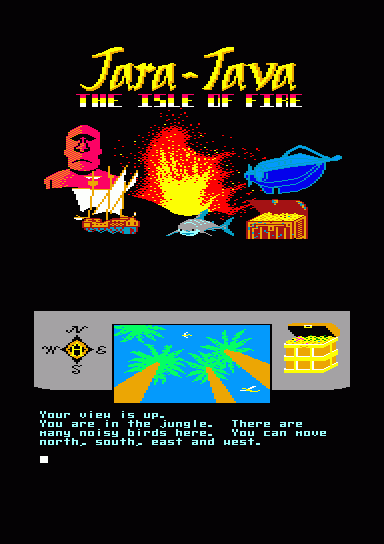 Jara-Java
THE ISLE OF FIRE
N
W E
S
Your view is up.
You are in the jungle. There are
many noisy birds here. You can move
north, south, east and west.